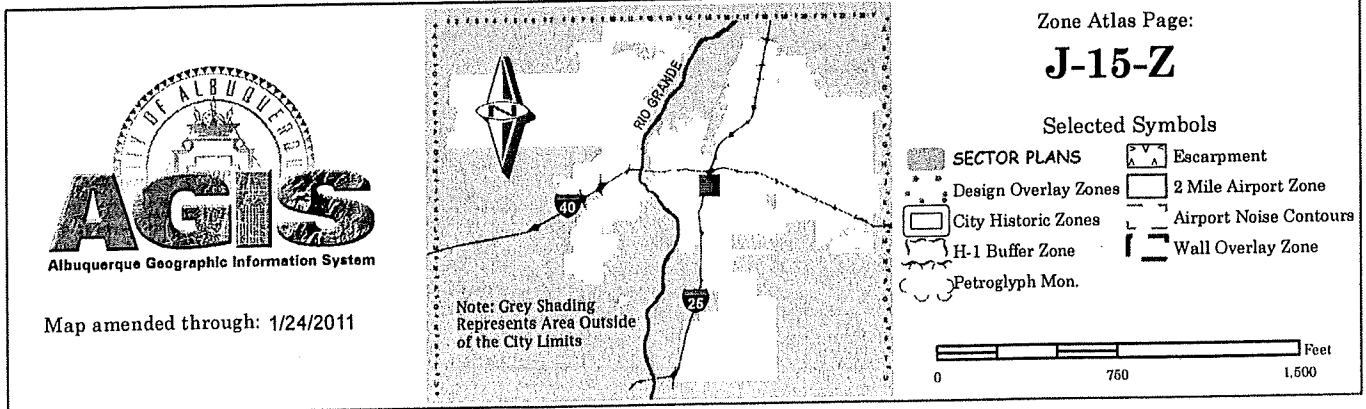 CITY OF ALBUQUERQUE
AGIS
Albuquerque Geographic Information System
Map amended through: 1/24/2011
RIO GRANDE
40
25
Note: Grey Shading
Represents Area Outside
of the City Limits
Zone Atlas Page:
J-15-Z
Selected Symbols
SECTOR PLANS
Design Overlay Zones
City Historic Zones
H-1 Buffer Zone
Petroglyph Mon.
Escarpment
2 Mile Airport Zone
Airport Noise Contours
Wall Overlay Zone
Feet
0
750
1,500